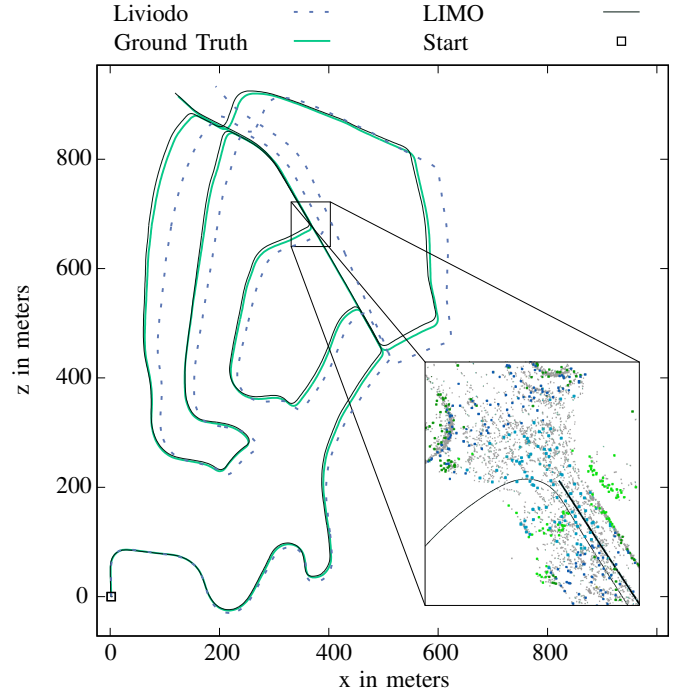 Liviodo LIMO
Ground Truth Start
800
600
400
200
0
z in meters
0 200 400 600 800
x in meters